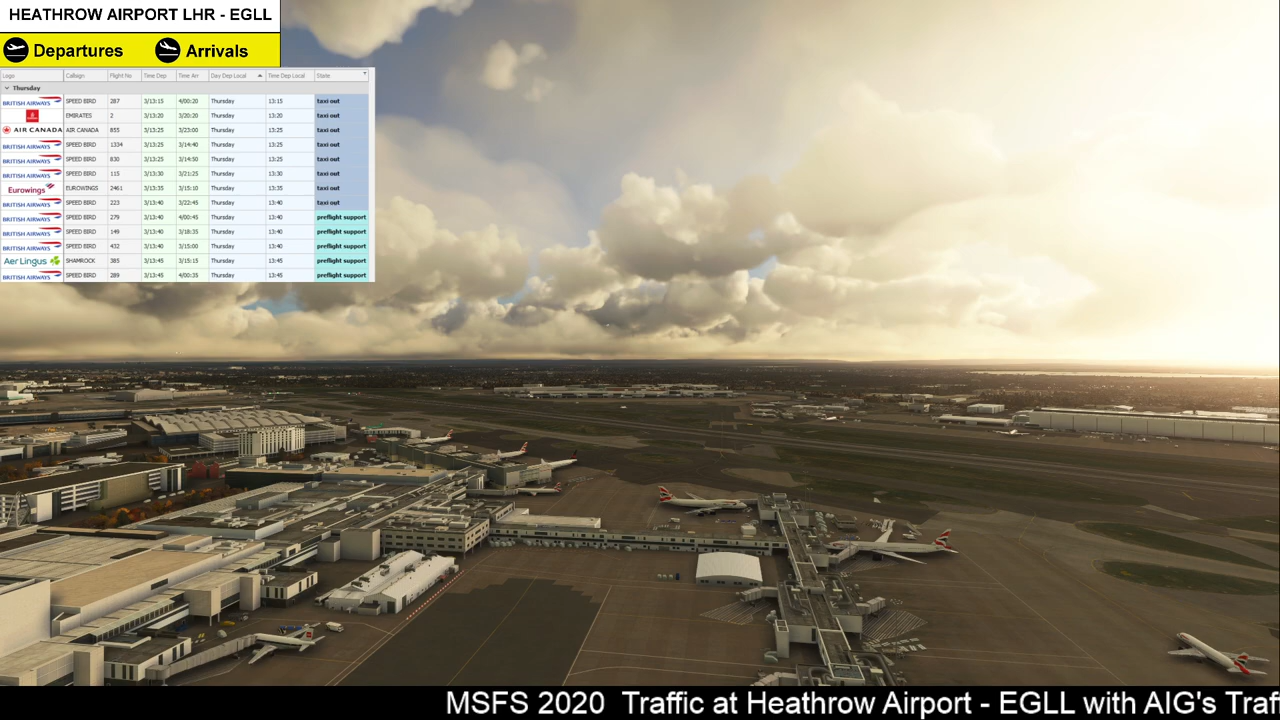 HEATHROW AIRPORT LHR - EGLL
Departures Arrivals
Logo Callsign Flight No Time Dep Time Arr Day Dep Local Time Dep Local State
Thursday
BRITISH AIRWAYS SPEED BIRD 287 3/13:15 4/00:20 Thursday 13:15 taxi out
EMIRATES 2 3/13:20 3/20:20 Thursday 13:20 taxi out
AIR CANADA AIR CANADA 855 3/13:25 3/23:00 Thursday 13:25 taxi out
BRITISH AIRWAYS SPEED BIRD 1334 3/13:25 3/14:40 Thursday 13:25 taxi out
BRITISH AIRWAYS SPEED BIRD 830 3/13:25 3/14:50 Thursday 13:25 taxi out
BRITISH AIRWAYS SPEED BIRD 115 3/13:30 3/21:25 Thursday 13:30 taxi out
Eurowings EUROWINGS 2461 3/13:35 3/15:10 Thursday 13:35 taxi out
BRITISH AIRWAYS SPEED BIRD 223 3/13:40 3/22:45 Thursday 13:40 taxi out
BRITISH AIRWAYS SPEED BIRD 279 3/13:40 4/00:45 Thursday 13:40 preflight support
BRITISH AIRWAYS SPEED BIRD 149 3/13:40 3/18:35 Thursday 13:40 preflight support
BRITISH AIRWAYS SPEED BIRD 432 3/13:40 3/15:00 Thursday 13:40 preflight support
Aer Lingus SHAMROCK 385 3/13:45 3/15:15 Thursday 13:45 preflight support
BRITISH AIRWAYS SPEED BIRD 289 3/13:45 4/00:35 Thursday 13:45 preflight support
MSFS 2020 Traffic at Heathrow Airport - EGLL with AIG's Traf